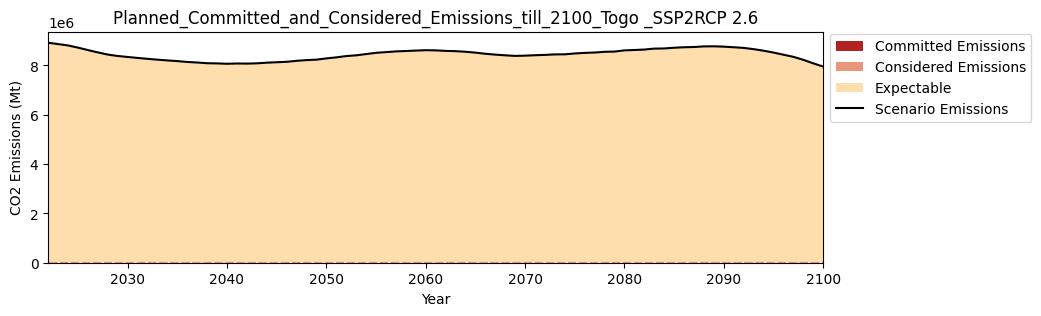 Planned_Committed_and_Considered_Emissions_till_2100_Togo _SSP2RCP 2.6
1e6
CO2 Emissions (Mt)
8
6
4
2
0
2030 2040 2050 2060 2070 2080 2090 2100
Year
Committed Emissions
Considered Emissions
Expectable
Scenario Emissions